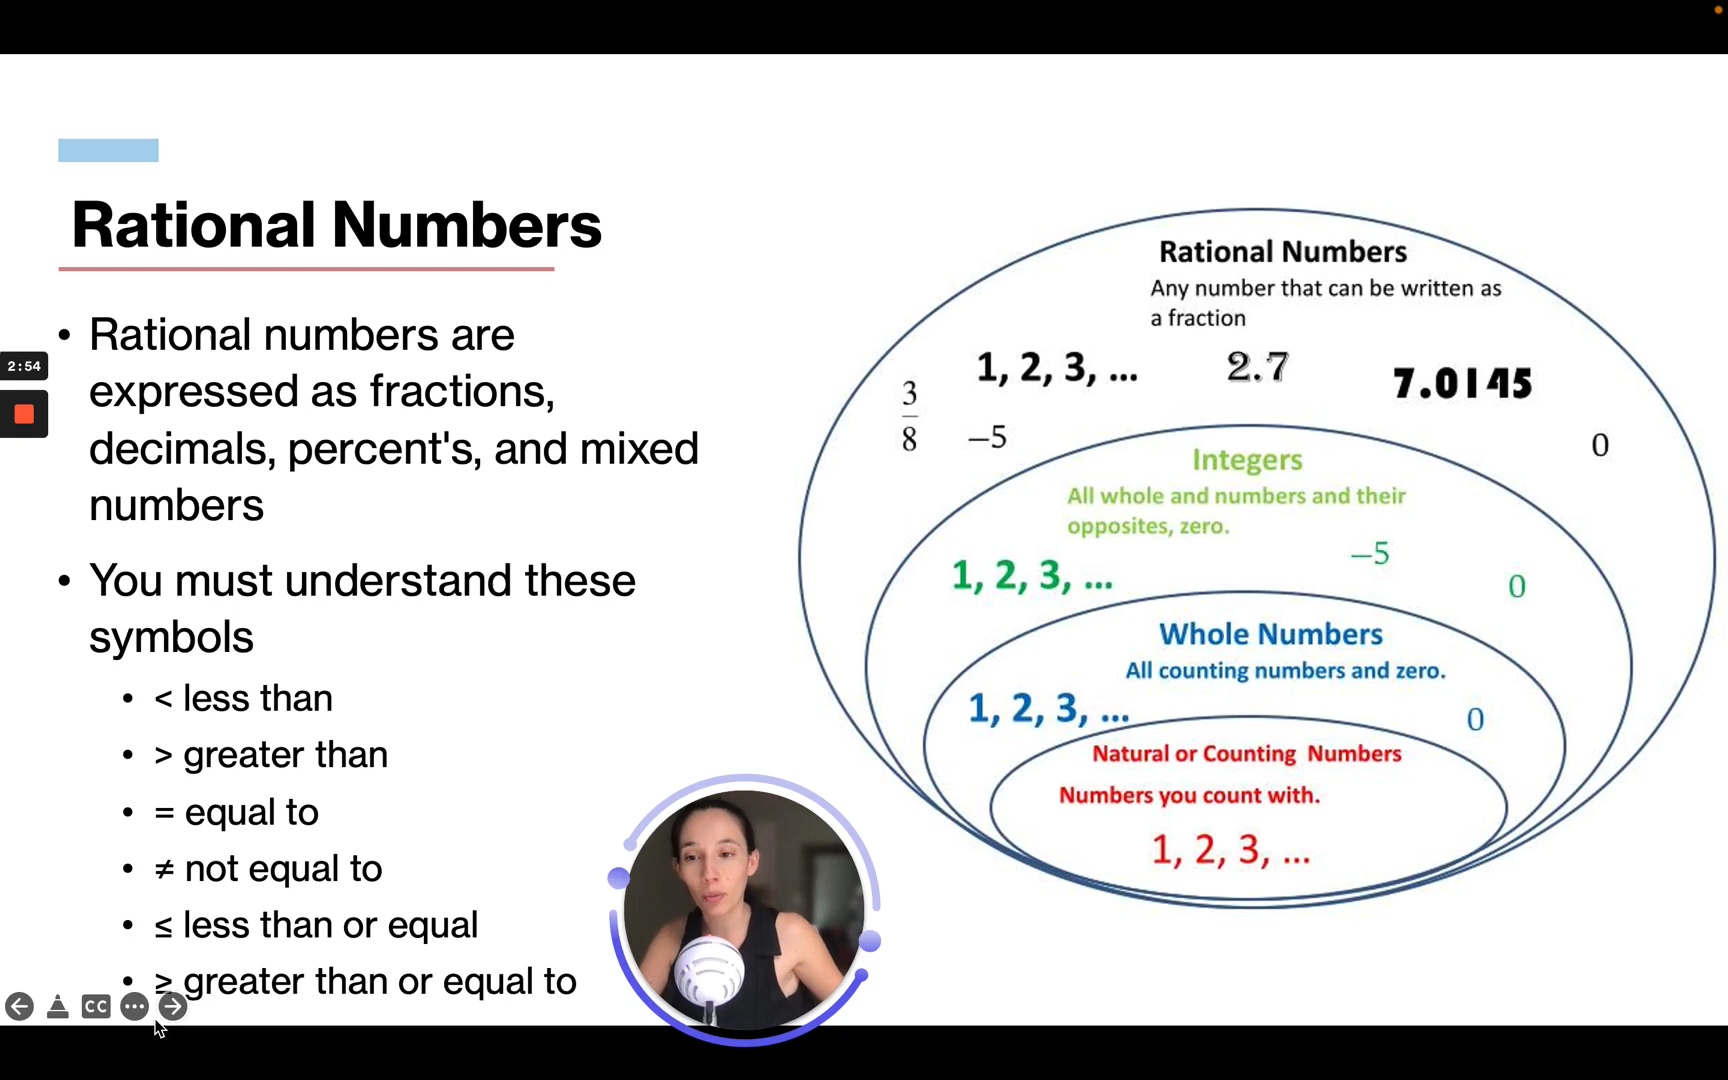 Rational Numbers
• Rational numbers are
expressed as fractions,
decimals, percent's, and mixed
numbers
• You must understand these
symbols
• < less than
• > greater than
• = equal to
• ≠ not equal to
• ≤ less than or equal
• ≥ greater than or equal to
2:54
CC
Rational Numbers
Any number that can be written as
a fraction
3/8
1, 2, 3, ...
2.7
7.0145
−5
0
Integers
All whole and numbers and their
opposites, zero.
1, 2, 3, ...
−5
0
Whole Numbers
All counting numbers and zero.
1, 2, 3, ...
0
Natural or Counting Numbers
Numbers you count with.
1, 2, 3, ...